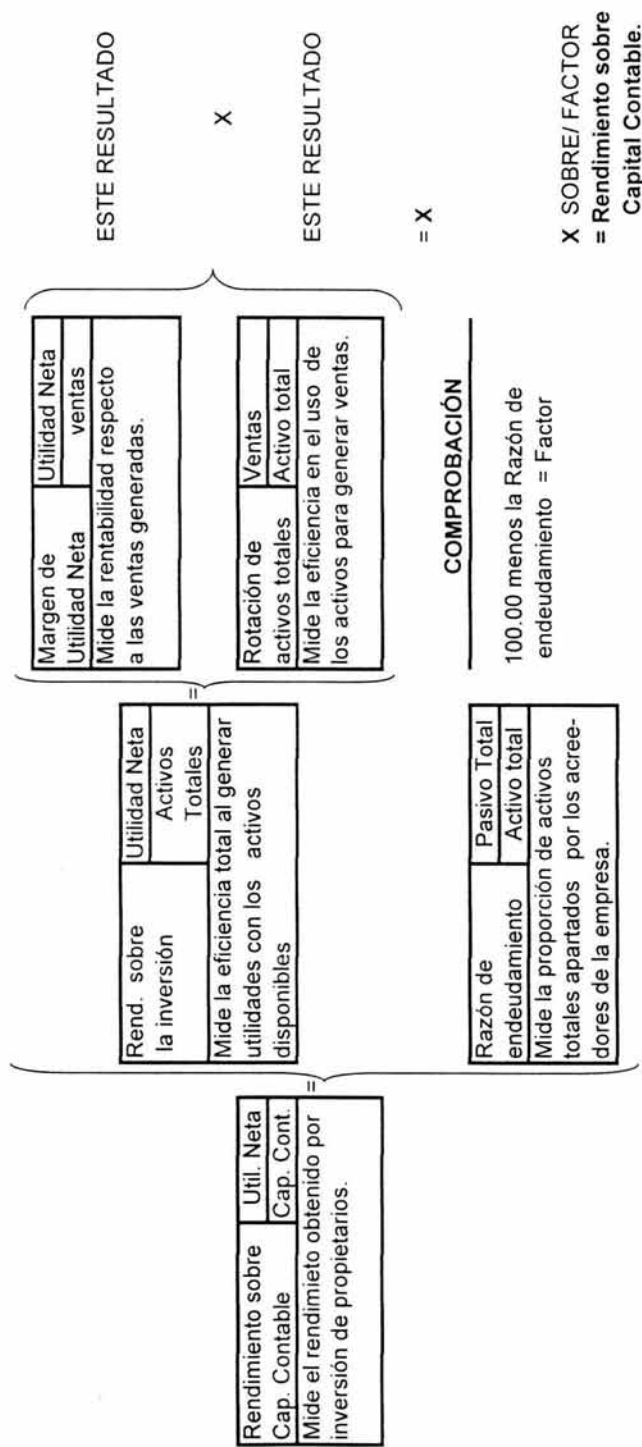 Rendimiento sobre Util. Neta
Cap. Contable Cap. Cont.
Mide el rendimieto obtenido por
inversión de propietarios.
=
Rend. sobre Utilidad Neta
la inversión Activos
Totales
Mide la eficiencia total al generar
utilidades con los activos
disponibles
Razón de Pasivo Total
endeudamiento Activo total
Mide la proporción de activos
totales apartados por los acree-
dores de la empresa.
=
Margen de Utilidad Neta
Utilidad Neta ventas
Mide la rentabilidad respecto
a las ventas generadas.
Rotación de Ventas
activos totales Activo total
Mide la eficiencia en el uso de
los activos para generar ventas.
COMPROBACIÓN
100.00 menos la Razón de
endeudamiento = Factor
ESTE RESULTADO
X
ESTE RESULTADO
= X
X SOBRE/ FACTOR
= Rendimiento sobre
Capital Contable.